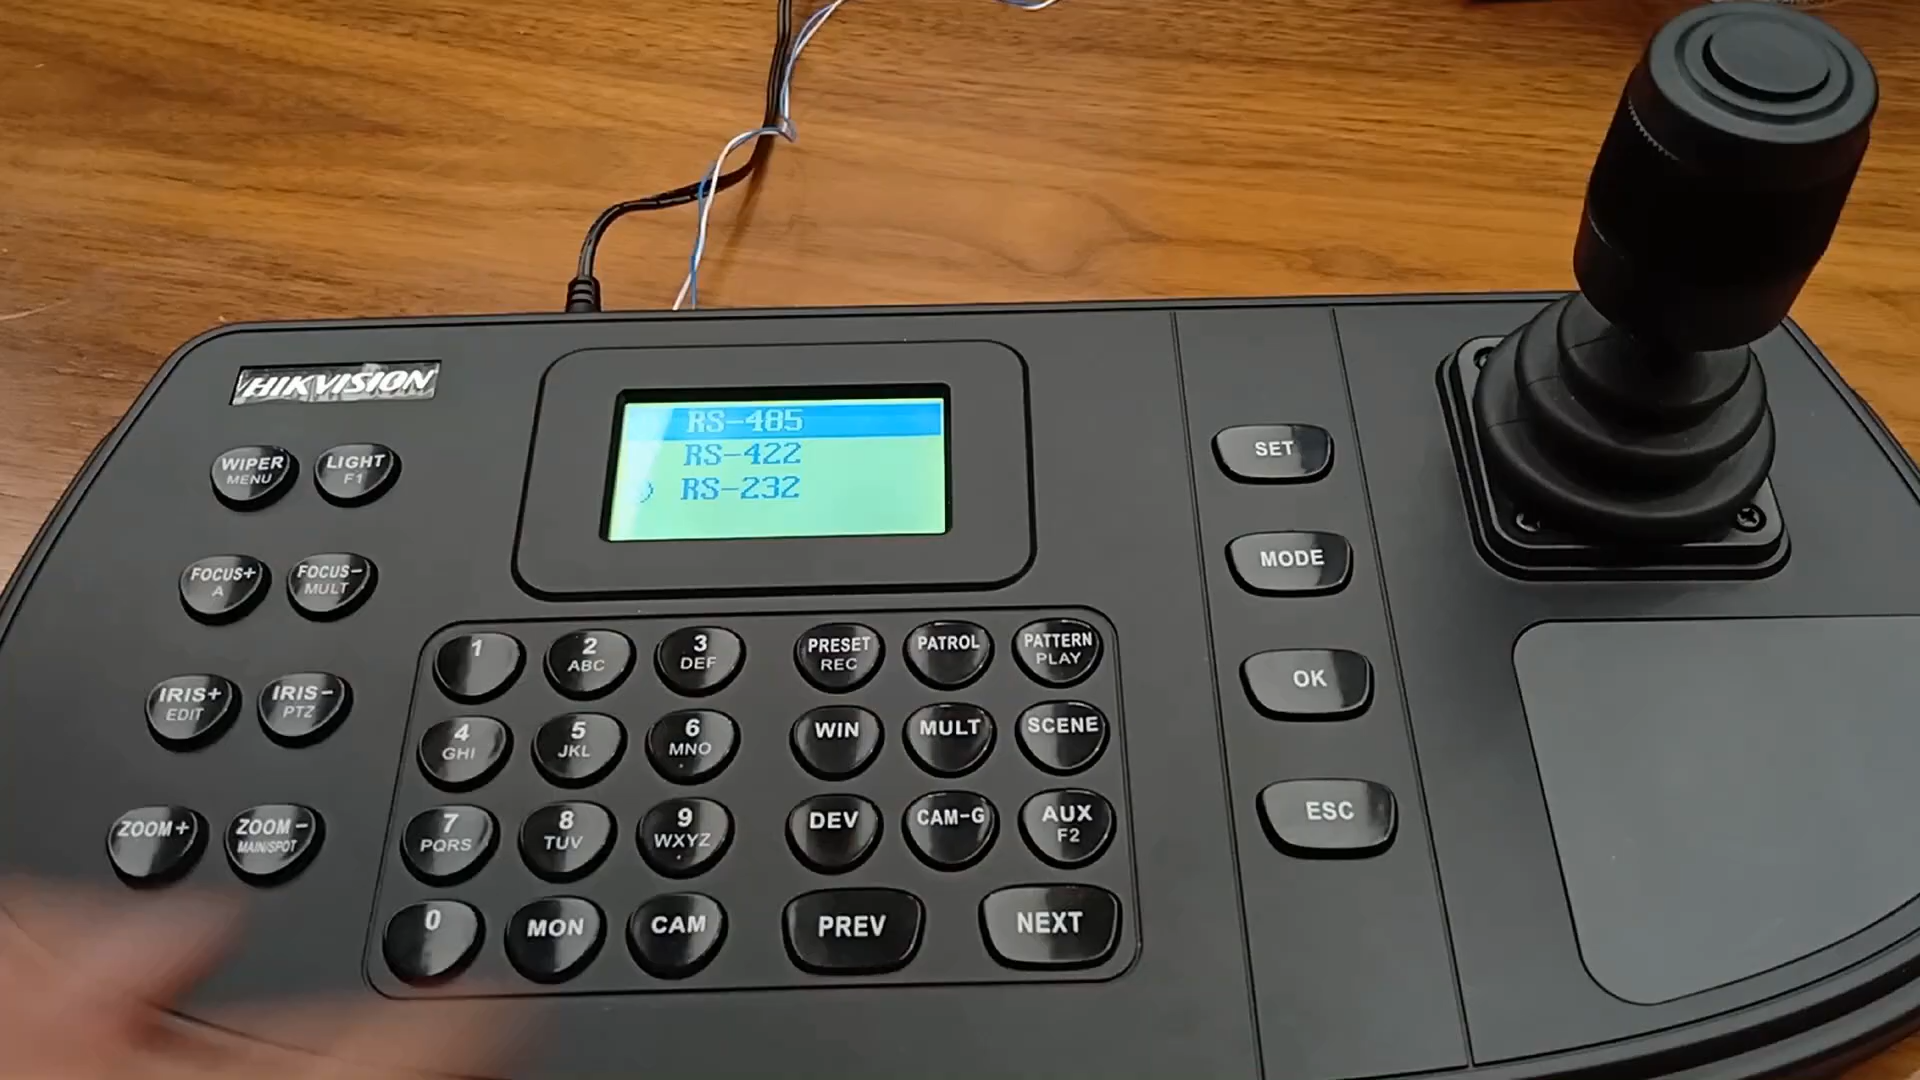 HIKVISION
RS-485
RS-422
RS-232
WIPER
MENU
LIGHT
F1
FOCUS+
A
FOCUS-
MULT
IRIS+
EDIT
IRIS-
PTZ
ZOOM+
ZOOM-
MAIN/SPOT
1
2
ABC
3
DEF
4
GHI
5
JKL
6
MNO
7
PQRS
8
TUV
9
WXYZ
0
MON
CAM
PRESET
REC
PATROL
PATTERN
PLAY
WIN
MULT
SCENE
DEV
CAM-G
AUX
F2
PREV
NEXT
SET
MODE
OK
ESC